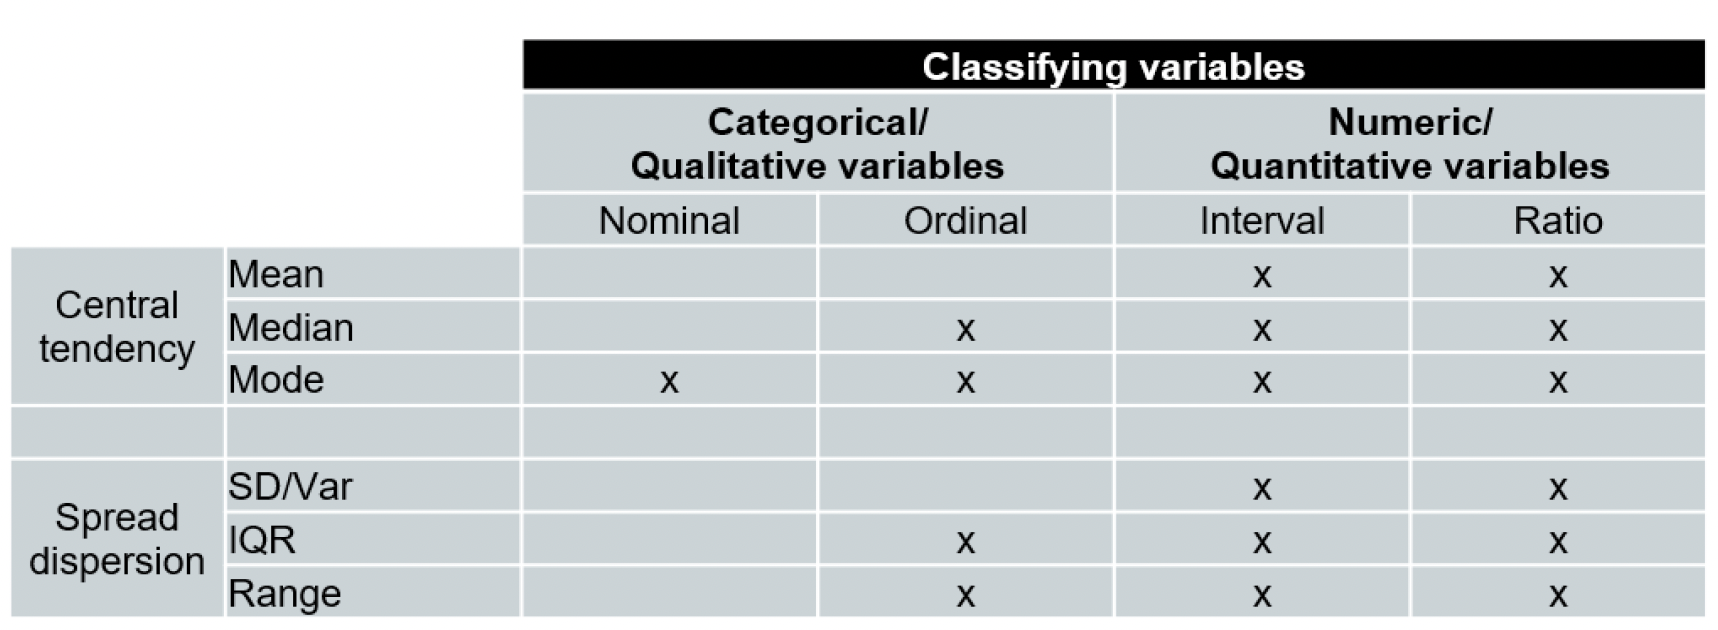 Classifying variables
Categorical/
Qualitative variables
Numeric/
Quantitative variables
Nominal Ordinal Interval Ratio
Central
tendency
Mean x x
Median x x x
Mode x x x x
Spread
dispersion
SD/Var x x
IQR x x x
Range x x x